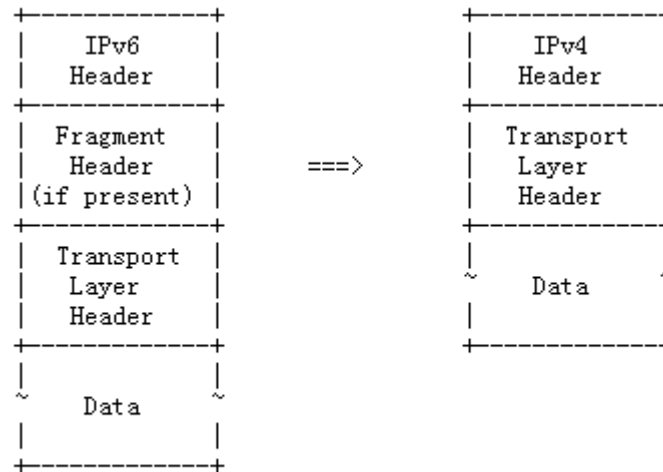 IPv6
Header
Fragment
Header
(if present)
Transport
Layer
Header
Data
===>
IPv4
Header
Transport
Layer
Header
Data